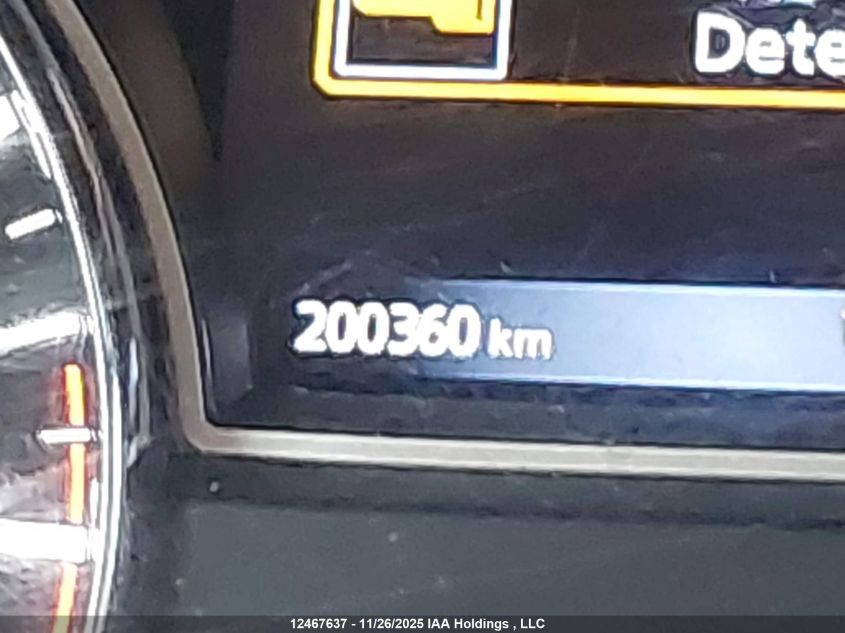 Dete
200360 km
12467637 - 11/26/2025 IAA Holdings , LLC